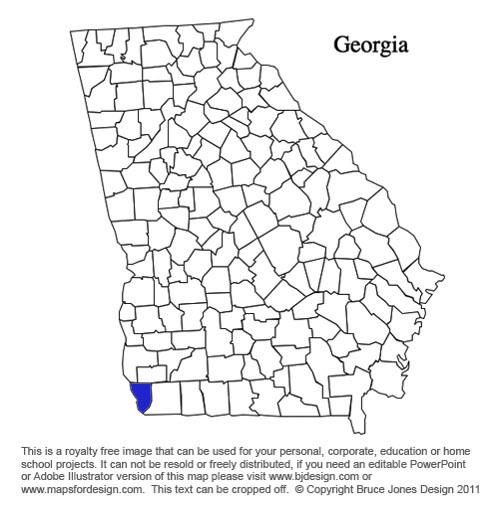 Georgia
This is a royalty free image that can be used for your personal, corporate, education or home
school projects. It can not be resold or freely distributed, if you need an editable PowerPoint
or Adobe Illustrator version of this map please visit www.bjdesign.com or
www.mapsfordesign.com. This text can be cropped off. © Copyright Bruce Jones Design 2011